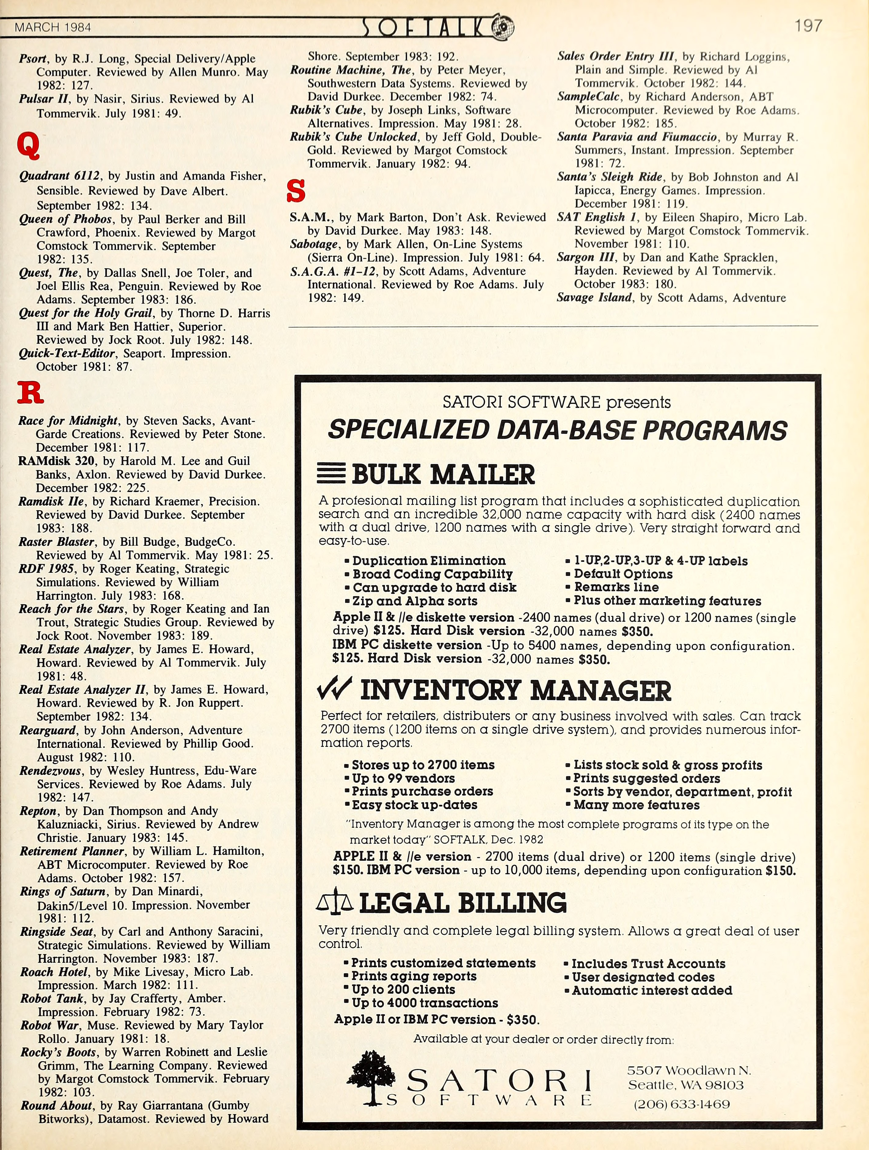 MARCH 1984
SOFTALK
197
Psort, by R.J. Long, Special Delivery/Apple
Computer. Reviewed by Allen Munro. May
1982: 127.
Pulsar II, by Nasir, Sirius. Reviewed by Al
Tommervik. July 1981: 49.
Q
Quadrant 6112, by Justin and Amanda Fisher,
Sensible. Reviewed by Dave Albert.
September 1982: 134.
Queen of Phobos, by Paul Berker and Bill
Crawford, Phoenix. Reviewed by Margot
Comstock Tommervik. September
1982: 135.
Quest, The, by Dallas Snell, Joe Toler, and
Joel Ellis Rea, Penguin. Reviewed by Roe
Adams. September 1983: 186.
Quest for the Holy Grail, by Thorne D. Harris
III and Mark Ben Hattier, Superior.
Reviewed by Jock Root. July 1982: 148.
Quick-Text-Editor, Seaport. Impression.
October 1981: 87.
R
Race for Midnight, by Steven Sacks, Avant-
Garde Creations. Reviewed by Peter Stone.
December 1981: 117.
RAMdisk 320, by Harold M. Lee and Guil
Banks, Axlon. Reviewed by David Durkee.
December 1982: 225.
Ramdisk IIe, by Richard Kraemer, Precision.
Reviewed by David Durkee. September
1983: 188.
Raster Blaster, by Bill Budge, BudgeCo.
Reviewed by Al Tommervik. May 1981: 25.
RDF 1985, by Roger Keating, Strategic
Simulations. Reviewed by William
Harrington. July 1983: 168.
Reach for the Stars, by Roger Keating and Ian
Trout, Strategic Studies Group. Reviewed by
Jock Root. November 1983: 189.
Real Estate Analyzer, by James E. Howard,
Howard. Reviewed by Al Tommervik. July
1981: 48.
Real Estate Analyzer II, by James E. Howard,
Howard. Reviewed by R. Jon Ruppert.
September 1982: 134.
Rearguard, by John Anderson, Adventure
International. Reviewed by Phillip Good.
August 1982: 110.
Rendezvous, by Wesley Huntress, Edu-Ware
Services. Reviewed by Roe Adams. July
1982: 147.
Repton, by Dan Thompson and Andy
Kaluzniacki, Sirius. Reviewed by Andrew
Christie. January 1983: 145.
Retirement Planner, by William L. Hamilton,
ABT Microcomputer. Reviewed by Roe
Adams. October 1982: 157.
Rings of Saturn, by Dan Minardi,
Dakin5/Level 10. Impression. November
1981: 112.
Ringside Seat, by Carl and Anthony Saracini,
Strategic Simulations. Reviewed by William
Harrington. November 1983: 187.
Roach Hotel, by Mike Livesay, Micro Lab.
Impression. March 1982: 111.
Robot Tank, by Jay Crafferty, Amber.
Impression. February 1982: 73.
Robot War, Muse. Reviewed by Mary Taylor
Rollo. January 1981: 18.
Rocky's Boots, by Warren Robinett and Leslie
Grimm, The Learning Company. Reviewed
by Margot Comstock Tommervik. February
1982: 103.
Round About, by Ray Giarrantana (Gumby
Bitworks), Datamost. Reviewed by Howard
Shore. September 1983: 192.
Routine Machine, The, by Peter Meyer,
Southwestern Data Systems. Reviewed by
David Durkee. December 1982: 74.
Rubik's Cube, by Joseph Links, Software
Alternatives. Impression. May 1981: 28.
Rubik's Cube Unlocked, by Jeff Gold, Double-
Gold. Reviewed by Margot Comstock
Tommervik. January 1982: 94.
S
S.A.M., by Mark Barton, Don't Ask. Reviewed
by David Durkee. May 1983: 148.
Sabotage, by Mark Allen, On-Line Systems
(Sierra On-Line). Impression. July 1981: 64.
S.A.G.A. #1–12, by Scott Adams, Adventure
International. Reviewed by Roe Adams. July
1982: 149.
Sales Order Entry III, by Richard Loggins,
Plain and Simple. Reviewed by Al
Tommervik. October 1982: 144.
SampleCalc, by Richard Anderson, ABT
Microcomputer. Reviewed by Roe Adams.
October 1982: 185.
Santa Paravia and Fiumaccio, by Murray R.
Summers, Instant. Impression. September
1981: 72.
Santa's Sleigh Ride, by Bob Johnston and Al
Iapicca, Energy Games. Impression.
December 1981: 119.
SAT English 1, by Eileen Shapiro, Micro Lab.
Reviewed by Margot Comstock Tommervik.
November 1981: 110.
Sargon III, by Dan and Kathe Spracklen,
Hayden. Reviewed by Al Tommervik.
October 1983: 180.
Savage Island, by Scott Adams, Adventure
SATORI SOFTWARE presents
SPECIALIZED DATA-BASE PROGRAMS
BULK MAILER
A profesional mailing list program that includes a sophisticated duplication
search and an incredible 32,000 name capacity with hard disk (2400 names
with a dual drive, 1200 names with a single drive). Very straight forward and
easy-to-use.
▪ Duplication Elimination
▪ Broad Coding Capability
▪ Can upgrade to hard disk
▪ Zip and Alpha sorts
▪ 1-UP,2-UP,3-UP & 4-UP labels
▪ Default Options
▪ Remarks line
▪ Plus other marketing features
Apple II & //e diskette version -2400 names (dual drive) or 1200 names (single
drive) $125. Hard Disk version -32,000 names $350.
IBM PC diskette version -Up to 5400 names, depending upon configuration.
$125. Hard Disk version -32,000 names $350.
INVENTORY MANAGER
Perfect for retailers, distributers or any business involved with sales. Can track
2700 items (1200 items on a single drive system), and provides numerous infor-
mation reports.
▪ Stores up to 2700 items
▪ Up to 99 vendors
▪ Prints purchase orders
▪ Easy stock up-dates
▪ Lists stock sold & gross profits
▪ Prints suggested orders
▪ Sorts by vendor, department, profit
▪ Many more features
"Inventory Manager is among the most complete programs of its type on the
market today" SOFTALK, Dec. 1982
APPLE II & //e version - 2700 items (dual drive) or 1200 items (single drive)
$150. IBM PC version - up to 10,000 items, depending upon configuration $150.
LEGAL BILLING
Very friendly and complete legal billing system. Allows a great deal of user
control.
▪ Prints customized statements
▪ Prints aging reports
▪ Up to 200 clients
▪ Up to 4000 transactions
▪ Includes Trust Accounts
▪ User designated codes
▪ Automatic interest added
Apple II or IBM PC version - $350.
Available at your dealer or order directly from:
SATORI
SOFTWARE
5507 Woodlawn N.
Seattle, WA 98103
(206) 633-1469